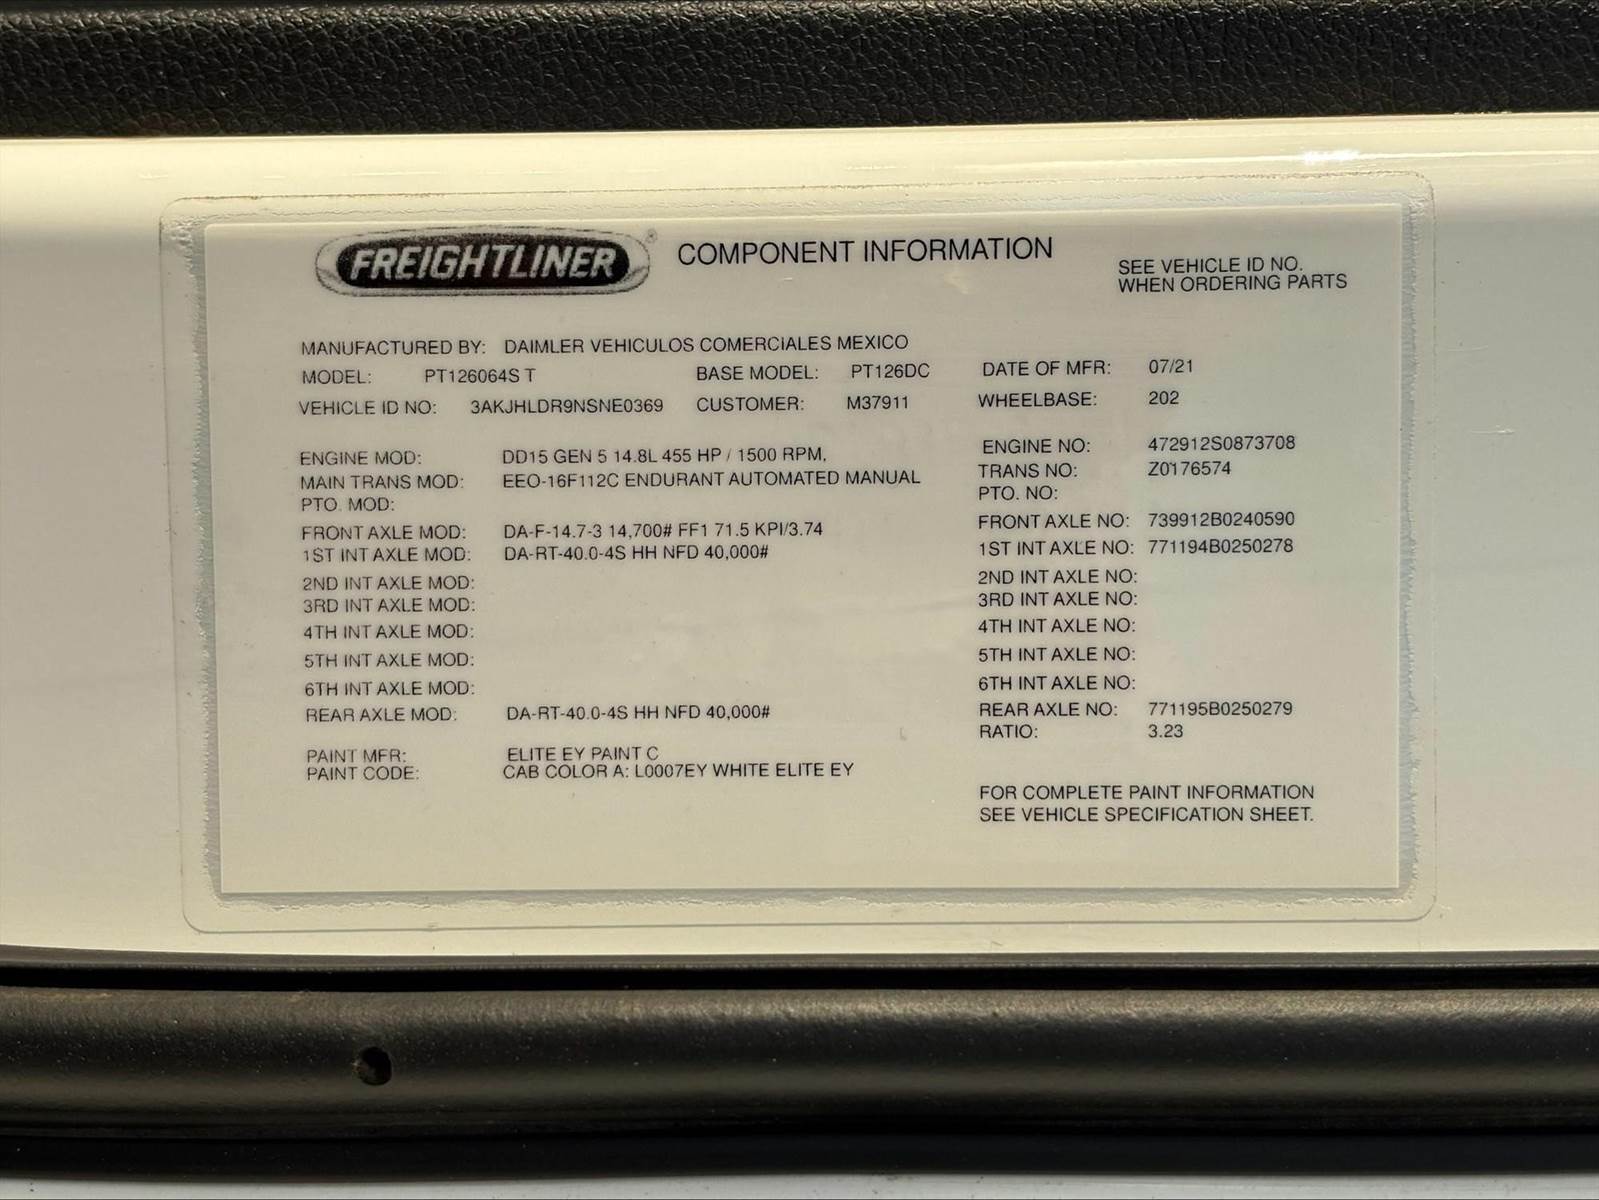 FREIGHTLINER® COMPONENT INFORMATION
SEE VEHICLE ID NO.
WHEN ORDERING PARTS
MANUFACTURED BY: DAIMLER VEHICULOS COMERCIALES MEXICO
MODEL: PT126064S T BASE MODEL: PT126DC DATE OF MFR: 07/21
VEHICLE ID NO: 3AKJHLDR9NSNE0369 CUSTOMER: M37911 WHEELBASE: 202
ENGINE MOD: DD15 GEN 5 14.8L 455 HP / 1500 RPM, ENGINE NO: 472912S0873708
MAIN TRANS MOD: EEO-16F112C ENDURANT AUTOMATED MANUAL TRANS NO: Z0176574
PTO. MOD: PTO. NO:
FRONT AXLE MOD: DA-F-14.7-3 14,700# FF1 71.5 KPI/3.74 FRONT AXLE NO: 739912B0240590
1ST INT AXLE MOD: DA-RT-40.0-4S HH NFD 40,000# 1ST INT AXLE NO: 771194B0250278
2ND INT AXLE MOD: 2ND INT AXLE NO:
3RD INT AXLE MOD: 3RD INT AXLE NO:
4TH INT AXLE MOD: 4TH INT AXLE NO:
5TH INT AXLE MOD: 5TH INT AXLE NO:
6TH INT AXLE MOD: 6TH INT AXLE NO:
REAR AXLE MOD: DA-RT-40.0-4S HH NFD 40,000# REAR AXLE NO: 771195B0250279
RATIO: 3.23
PAINT MFR: ELITE EY PAINT C
PAINT CODE: CAB COLOR A: L0007EY WHITE ELITE EY
FOR COMPLETE PAINT INFORMATION
SEE VEHICLE SPECIFICATION SHEET.